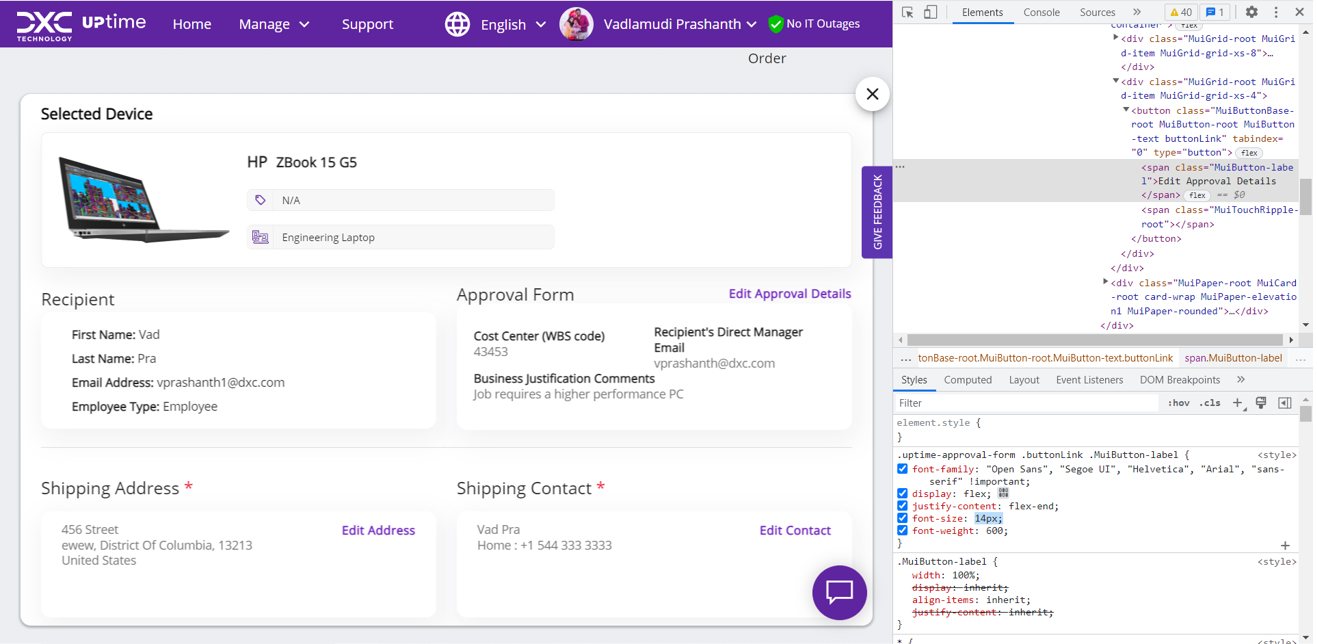 DXC TECHNOLOGY UPtime Home Manage Support English Vadlamudi Prashanth No IT Outages
Order
Selected Device
HP ZBook 15 G5
N/A
Engineering Laptop
GIVE FEEDBACK
Recipient
First Name: Vad
Last Name: Pra
Email Address: vprashanth1@dxc.com
Employee Type: Employee
Approval Form
Edit Approval Details
Cost Center (WBS code)
43453
Recipient's Direct Manager
Email
vprashanth@dxc.com
Business Justification Comments
Job requires a higher performance PC
Shipping Address *
456 Street
ewew, District Of Columbia, 13213
United States
Edit Address
Shipping Contact *
Vad Pra
Home : +1 544 333 3333
Edit Contact
Elements Console Sources » 40 1
container"> flex
<div class="MuiGrid-root MuiGri
d-item MuiGrid-grid-xs-8">…
</div>
<div class="MuiGrid-root MuiGri
d-item MuiGrid-grid-xs-4">
<button class="MuiButtonBase-
root MuiButton-root MuiButton
-text buttonLink" tabindex=
"0" type="button"> flex
... <span class="MuiButton-labe
l">Edit Approval Details
</span> flex == $0
<span class="MuiTouchRipple-
root"></span>
</button>
</div>
</div>
<div class="MuiPaper-root MuiCard
-root card-wrap MuiPaper-elevatio
n1 MuiPaper-rounded">…</div>
</div>
... tonBase-root.MuiButton-root.MuiButton-text.buttonLink span.MuiButton-label ...
Styles Computed Layout Event Listeners DOM Breakpoints »
Filter :hov .cls +
element.style {
}
.uptime-approval-form .buttonLink .MuiButton-label { <style>
font-family: "Open Sans", "Segoe UI", "Helvetica", "Arial", "sans-
serif" !important;
display: flex;
justify-content: flex-end;
font-size: 14px;
font-weight: 600;
}
+
.MuiButton-label { <style>
width: 100%;
display: inherit;
align-items: inherit;
justify-content: inherit;
}
* { <style>